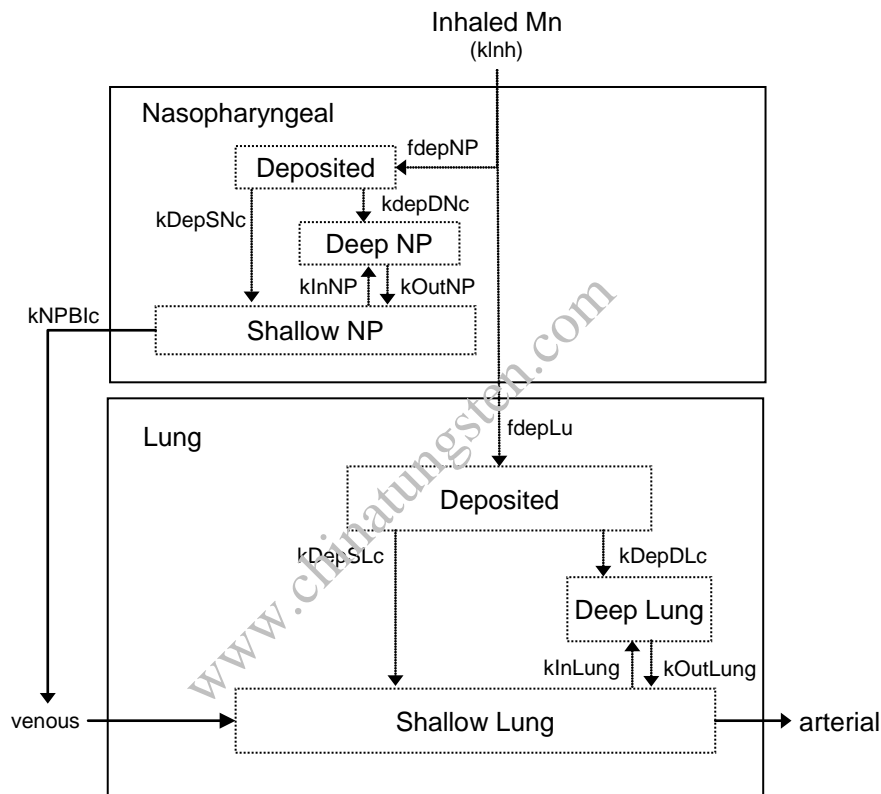 Inhaled Mn
(kInh)
Nasopharyngeal
fdepNP
Deposited
kDepSNc
kdepDNc
Deep NP
kInNP
kOutNP
kNPBlc
Shallow NP
Lung
fdepLu
Deposited
kDepSLc
kDepDLc
Deep Lung
kInLung
kOutLung
venous
Shallow Lung
arterial
www.chinatungsten.com